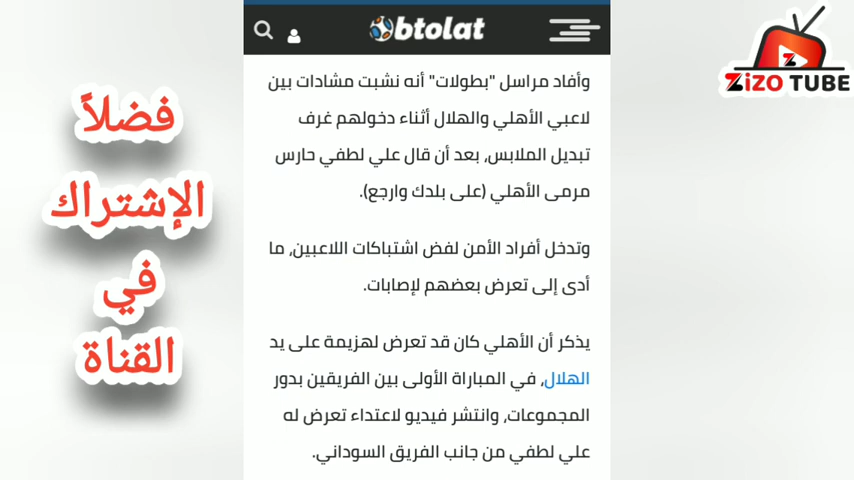 btolat
ZiZO TUBE
فضلاً
الإشتراك
في
القناة
وأفاد مراسل "بطولات" أنه نشبت مشادات بين
لاعبي الأهلي والهلال أثناء دخولهم غرف
تبديل الملابس، بعد أن قال علي لطفي حارس
مرمى الأهلي (على بلدك وارجع).
وتدخل أفراد الأمن لفض اشتباكات اللاعبين، ما
أدى إلى تعرض بعضهم لإصابات.
يذكر أن الأهلي كان قد تعرض لهزيمة على يد
الهلال، في المباراة الأولى بين الفريقين بدور
المجموعات، وانتشر فيديو لاعتداء تعرض له
علي لطفي من جانب الفريق السوداني.